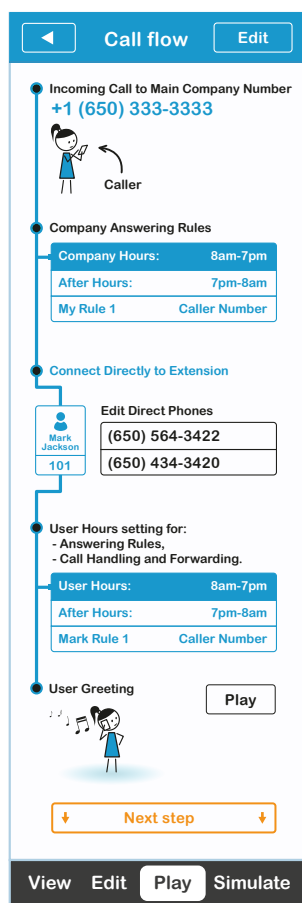 Call flow
Edit
Incoming Call to Main Company Number
+1 (650) 333-3333
Caller
Company Answering Rules
Company Hours: 8am-7pm
After Hours: 7pm-8am
My Rule 1 Caller Number
Connect Directly to Extension
Edit Direct Phones
Mark
Jackson
101
(650) 564-3422
(650) 434-3420
User Hours setting for:
- Answering Rules,
- Call Handling and Forwarding.
User Hours: 8am-7pm
After Hours: 7pm-8am
Mark Rule 1 Caller Number
User Greeting
Play
Next step
View Edit Play Simulate